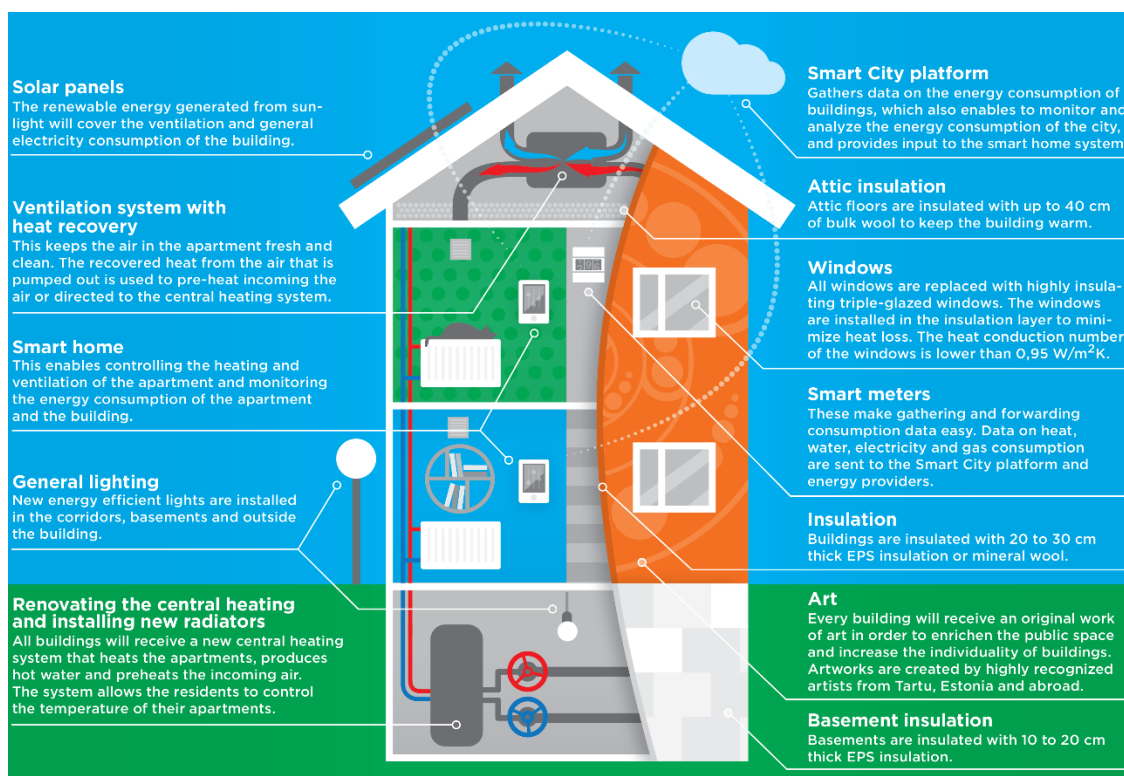 Solar panels
The renewable energy generated from sun-
light will cover the ventilation and general
electricity consumption of the building.
Ventilation system with
heat recovery
This keeps the air in the apartment fresh and
clean. The recovered heat from the air that is
pumped out is used to pre-heat incoming the
air or directed to the central heating system.
Smart home
This enables controlling the heating and
ventilation of the apartment and monitoring
the energy consumption of the apartment
and the building.
General lighting
New energy efficient lights are installed
in the corridors, basements and outside
the building.
Renovating the central heating
and installing new radiators
All buildings will receive a new central heating
system that heats the apartments, produces
hot water and preheats the incoming air.
The system allows the residents to control
the temperature of their apartments.
Smart City platform
Gathers data on the energy consumption of
buildings, which also enables to monitor and
analyze the energy consumption of the city,
and provides input to the smart home system
Attic insulation
Attic floors are insulated with up to 40 cm
of bulk wool to keep the building warm.
Windows
All windows are replaced with highly insula-
ting triple-glazed windows. The windows
are installed in the insulation layer to mini-
mize heat loss. The heat conduction number
of the windows is lower than 0,95 W/m²K.
Smart meters
These make gathering and forwarding
consumption data easy. Data on heat,
water, electricity and gas consumption
are sent to the Smart City platform and
energy providers.
Insulation
Buildings are insulated with 20 to 30 cm
thick EPS insulation or mineral wool.
Art
Every building will receive an original work
of art in order to enrichen the public space
and increase the individuality of buildings.
Artworks are created by highly recognized
artists from Tartu, Estonia and abroad.
Basement insulation
Basements are insulated with 10 to 20 cm
thick EPS insulation.